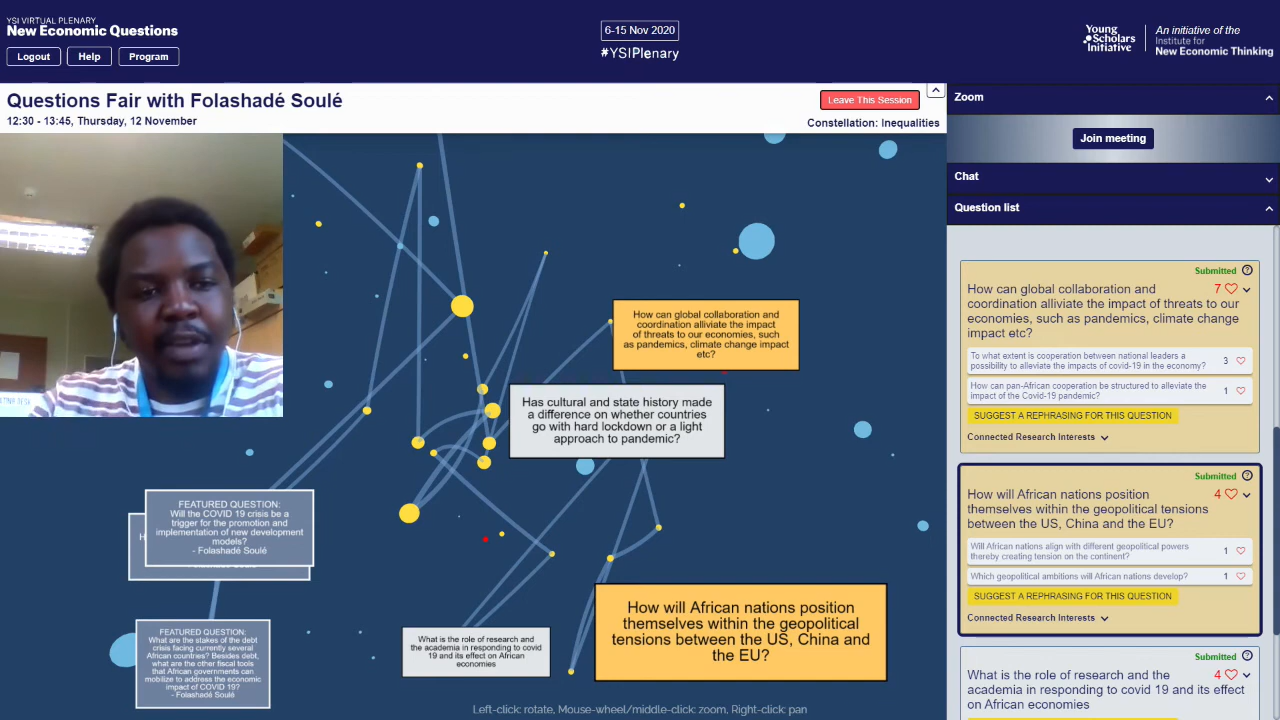 YSI VIRTUAL PLENARY
New Economic Questions
Logout
Help
Program
6-15 Nov 2020
#YSIPlenary
Young
Scholars
Initiative
An initiative of the
Institute for
New Economic Thinking
Questions Fair with Folashadé Soulé
12:30 - 13:45, Thursday, 12 November
Leave This Session
Constellation: Inequalities
How can global collaboration and
coordination alliviate the impact
of threats to our economies, such
as pandemics, climate change impact
etc?
Has cultural and state history made
a difference on whether countries
go with hard lockdown or a light
approach to pandemic?
FEATURED QUESTION:
Will the COVID 19 crisis be a
trigger for the promotion and
implementation of new development
models?
- Folashadé Soulé
FEATURED QUESTION:
What are the stakes of the debt
crisis facing currently several
African countries? Besides debt,
what are the other fiscal tools
that African governments can
mobilize to address the economic
impact of COVID 19?
- Folashadé Soulé
What is the role of research and
the academia in responding to covid
19 and its effect on African
economies
How will African nations position
themselves within the geopolitical
tensions between the US, China and
the EU?
Left-click: rotate, Mouse-wheel/middle-click: zoom, Right-click: pan
Zoom
Join meeting
Chat
Question list
Submitted
How can global collaboration and 7
coordination alliviate the impact of threats to our
economies, such as pandemics, climate change
impact etc?
To what extent is cooperation between national leaders a 3
possibility to alleviate the impacts of covid-19 in the economy?
How can pan-African cooperation be structured to alleviate 1
the impact of the Covid-19 pandemic?
SUGGEST A REPHRASING FOR THIS QUESTION
Connected Research Interests
Submitted
How will African nations position 4
themselves within the geopolitical tensions
between the US, China and the EU?
Will African nations align with different geopolitical powers 1
thereby creating tension on the continent?
Which geopolitical ambitions will African nations develop? 1
SUGGEST A REPHRASING FOR THIS QUESTION
Connected Research Interests
Submitted
What is the role of research and the 4
academia in responding to covid 19 and its effect
on African economies